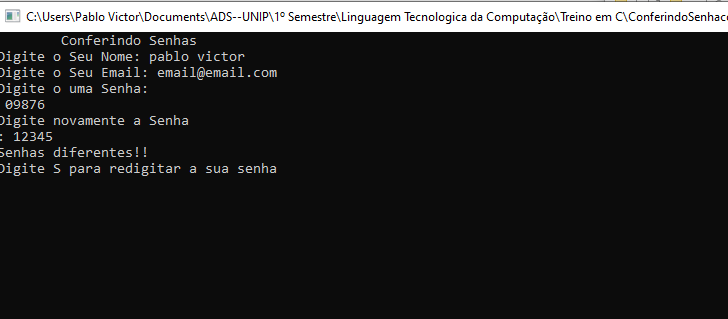 C:\Users\Pablo Victor\Documents\ADS--UNIP\1º Semestre\Linguagem Tecnologica da Computação\Treino em C\ConferindoSenhac
Conferindo Senhas
Digite o Seu Nome: pablo victor
Digite o Seu Email: email@email.com
Digite o uma Senha:
09876
Digite novamente a Senha
: 12345
Senhas diferentes!!
Digite S para redigitar a sua senha